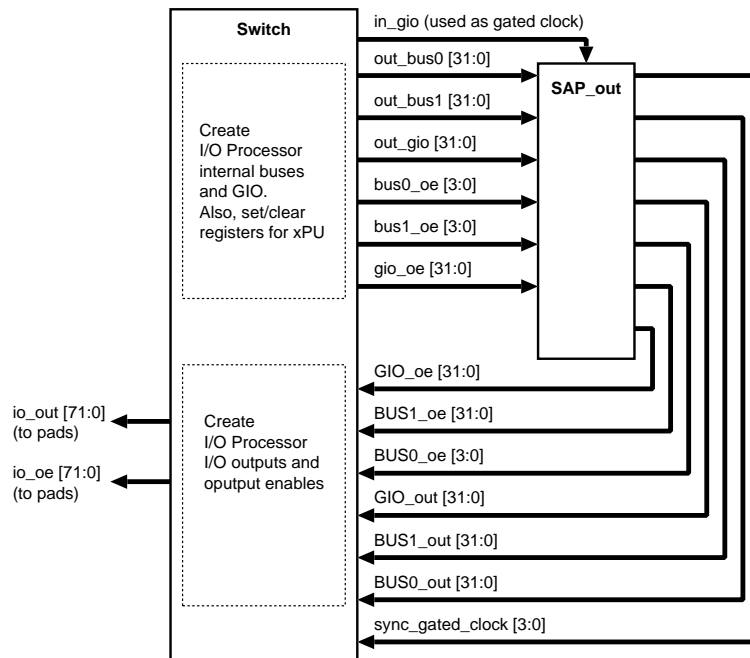 in_gio (used as gated clock)
Switch
out_bus0 [31:0]
SAP_out
out_bus1 [31:0]
Create
I/O Processor
internal buses
and GIO.
Also, set/clear
registers for xPU
out_gio [31:0]
bus0_oe [3:0]
bus1_oe [3:0]
gio_oe [31:0]
GIO_oe [31:0]
io_out [71:0]
(to pads)
Create
I/O Processor
I/O outputs and
oputput enables
BUS1_oe [31:0]
io_oe [71:0]
(to pads)
BUS0_oe [3:0]
GIO_out [31:0]
BUS1_out [31:0]
BUS0_out [31:0]
sync_gated_clock [3:0]